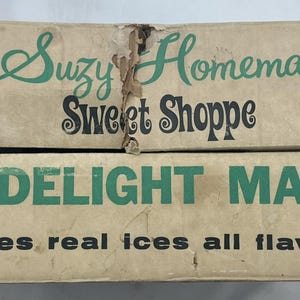 Suzy Homema
Sweet Shoppe
DELIGHT MA
es real ices all flav